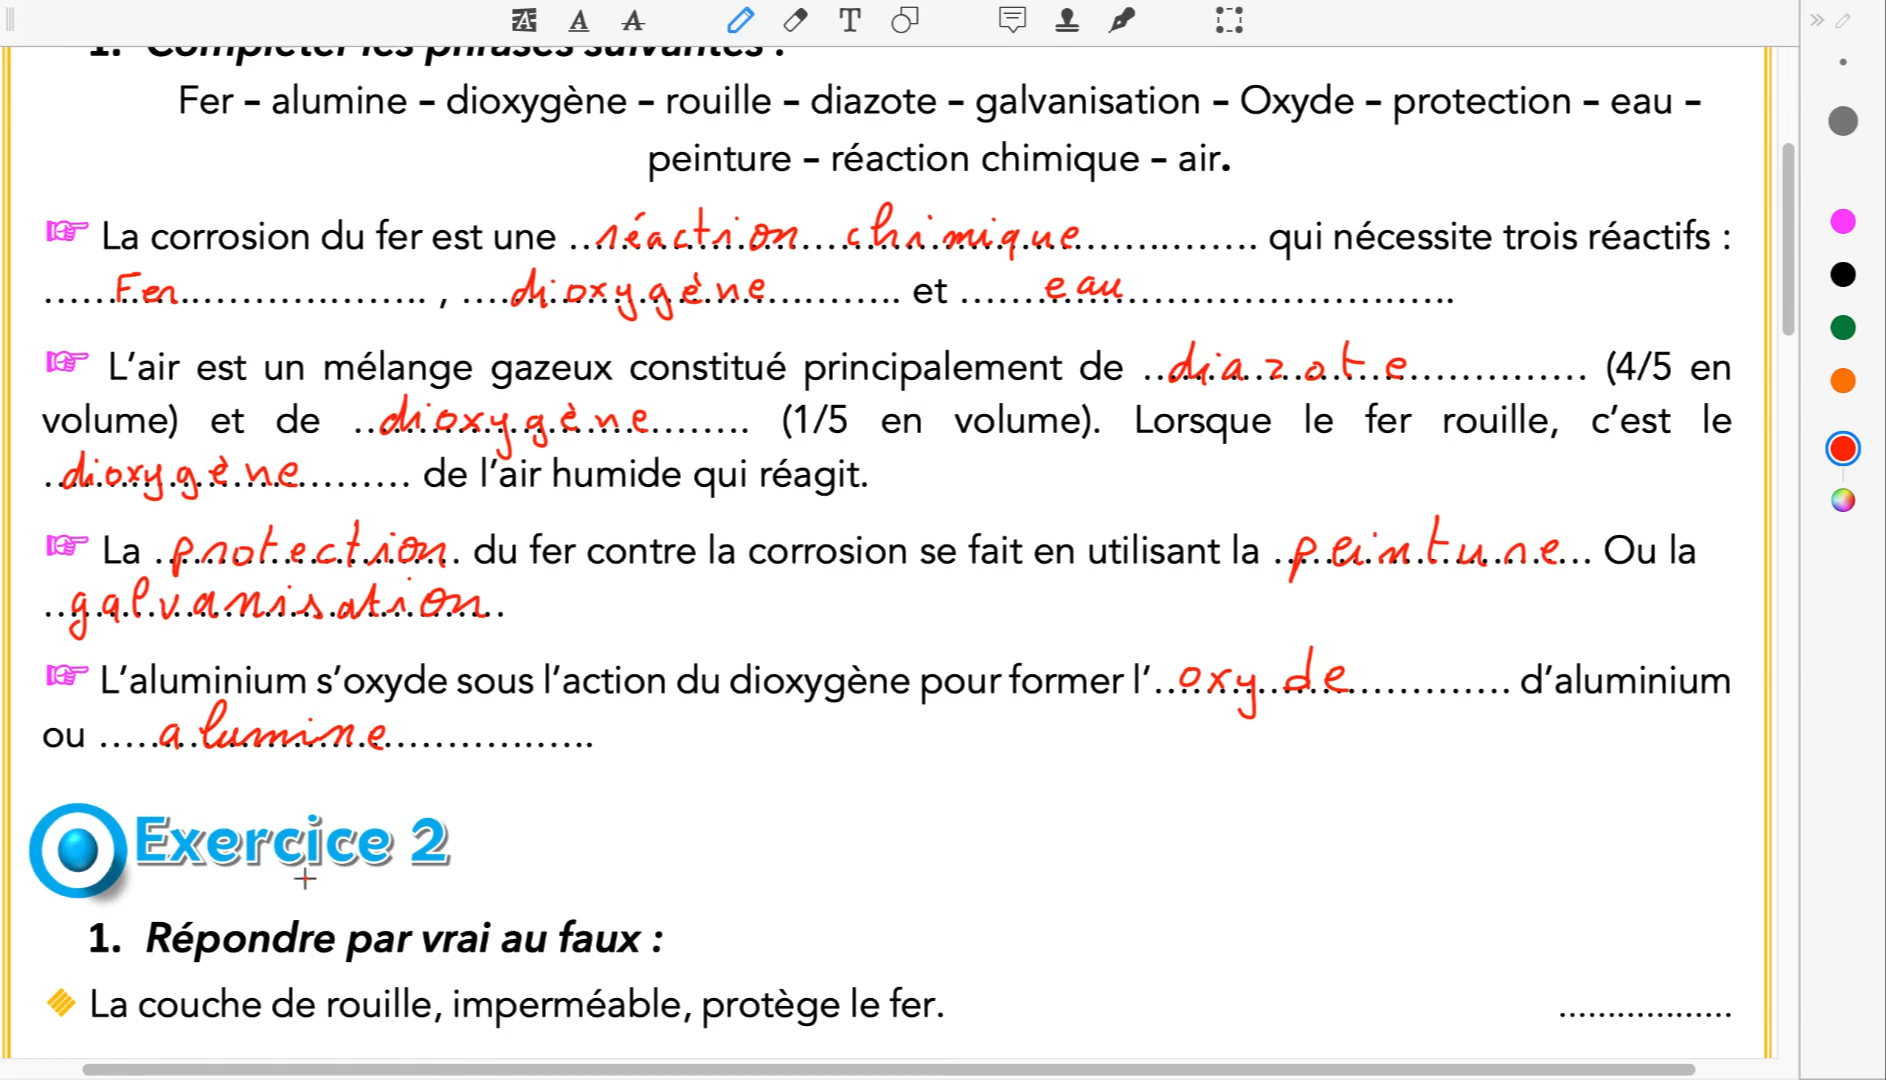 1. Compléter les phrases suivantes :
Fer – alumine – dioxygène – rouille – diazote – galvanisation – Oxyde – protection – eau –
peinture – réaction chimique – air.
La corrosion du fer est une ...réaction chimique... qui nécessite trois réactifs :
...Fer... , ...dioxygène... et ...eau...
L'air est un mélange gazeux constitué principalement de ...diazote... (4/5 en
volume) et de ...dioxygène... (1/5 en volume). Lorsque le fer rouille, c'est le
...dioxygène... de l'air humide qui réagit.
La ...protection... du fer contre la corrosion se fait en utilisant la ...peinture... Ou la
...galvanisation...
L'aluminium s'oxyde sous l'action du dioxygène pour former l'...oxyde... d'aluminium
ou ...alumine...
Exercice 2
1. Répondre par vrai au faux :
La couche de rouille, imperméable, protège le fer. ..................